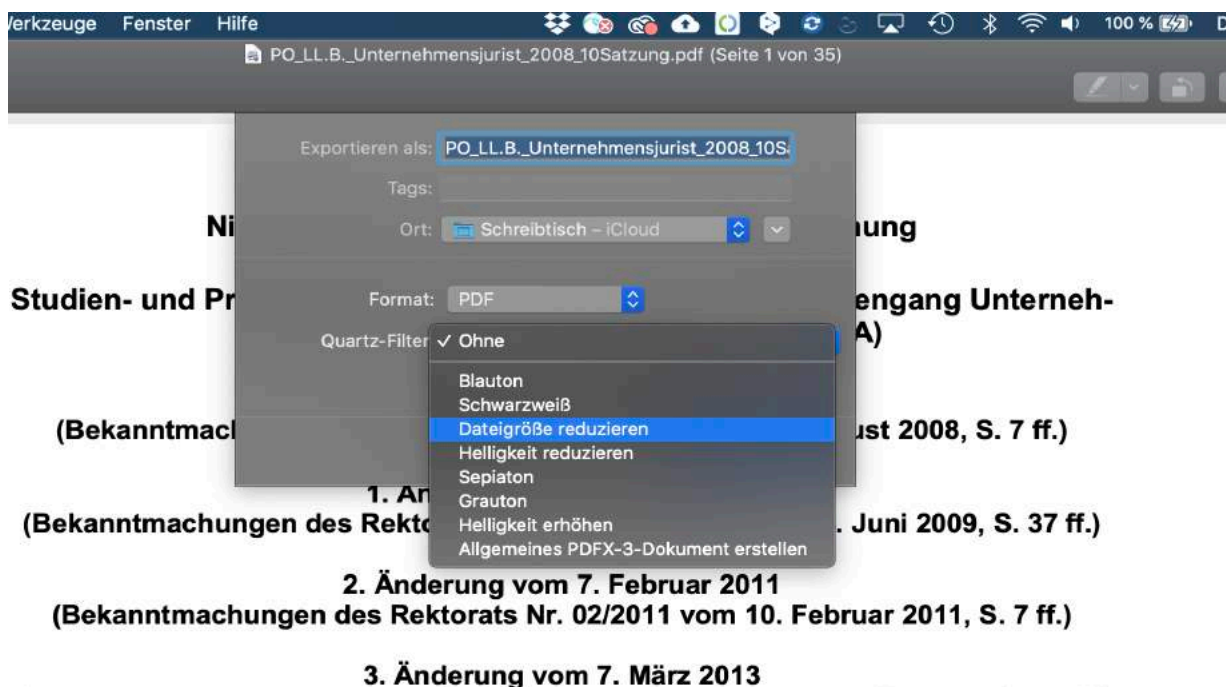 Werkzeuge Fenster Hilfe 100 %
PO_LL.B._Unternehmensjurist_2008_10Satzung.pdf (Seite 1 von 35)
Exportieren als: PO_LL.B._Unternehmensjurist_2008_10Sa
Tags:
Ort: Schreibtisch – iCloud
Format: PDF
Quartz-Filter ✓ Ohne
Blauton
Schwarzweiß
Dateigröße reduzieren
Helligkeit reduzieren
Sepiaton
Grauton
Helligkeit erhöhen
Allgemeines PDFX-3-Dokument erstellen
Ni nung
Studien- und Pr engang Unterneh-
A)
(Bekanntmacl ust 2008, S. 7 ff.)
1. Än
(Bekanntmachungen des Rekto . Juni 2009, S. 37 ff.)
2. Änderung vom 7. Februar 2011
(Bekanntmachungen des Rektorats Nr. 02/2011 vom 10. Februar 2011, S. 7 ff.)
3. Änderung vom 7. März 2013